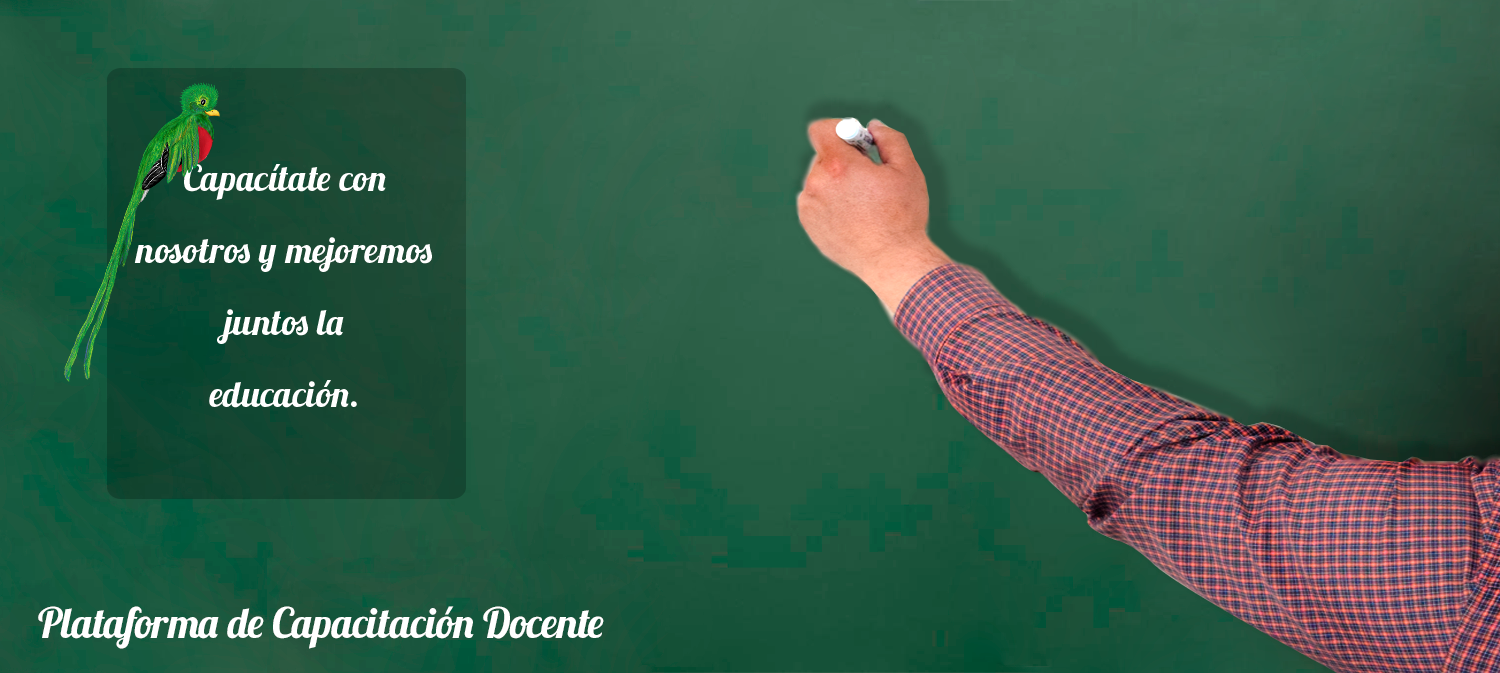 Capacítate con
nosotros y mejoremos
juntos la
educación.
Plataforma de Capacitación Docente